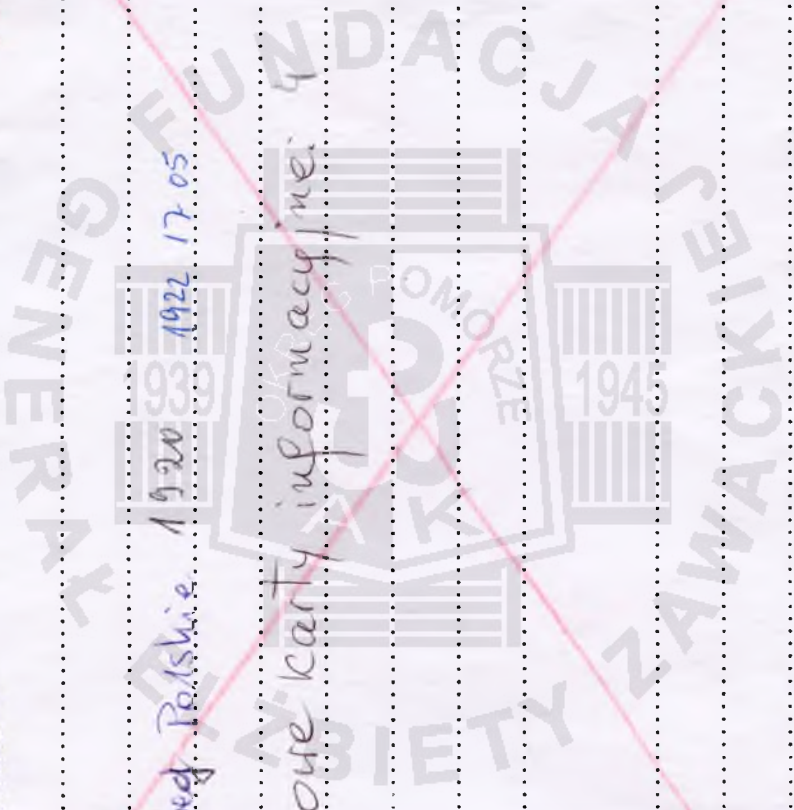 Polskie 1920 1922 17 05
karty informacyjne: 4
FUNDACJA
GENERAŁ ELŻBIETY ZAWACKIEJ
OKRĘG POMORZE
AK
1939
1945